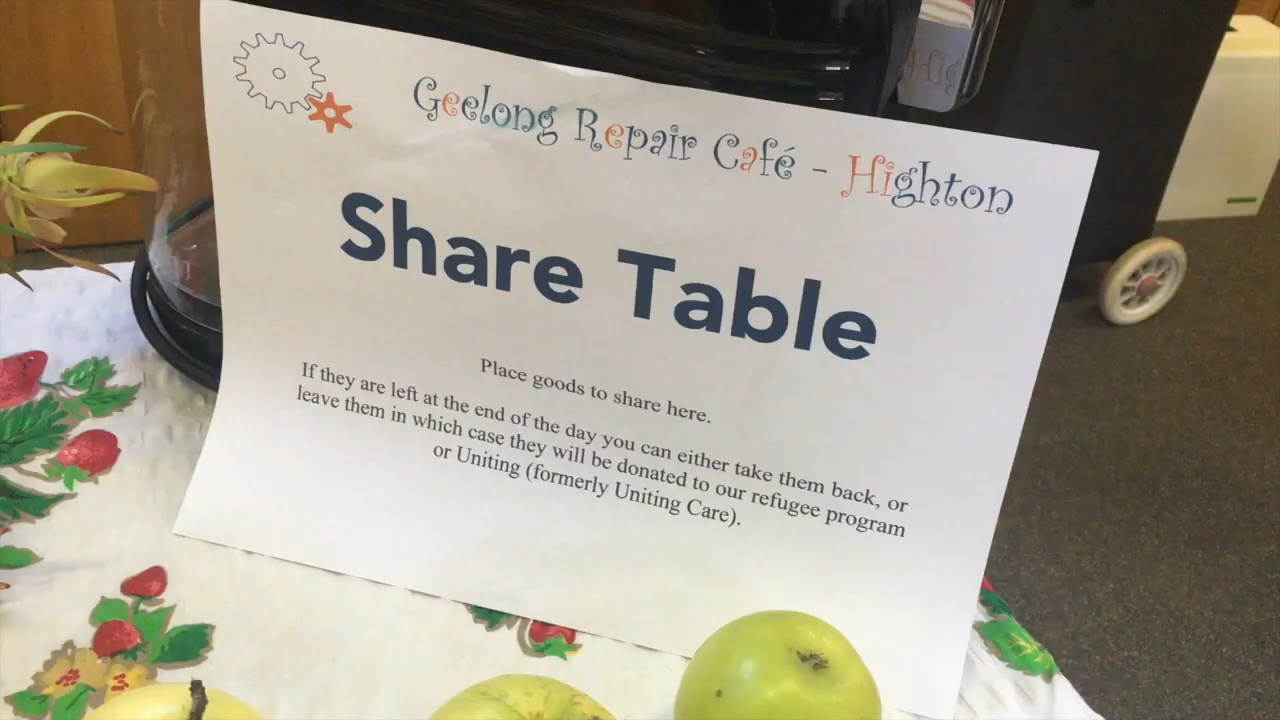 Geelong Repair Café - Highton
Share Table
Place goods to share here.
If they are left at the end of the day you can either take them back, or
leave them in which case they will be donated to our refugee program
or Uniting (formerly Uniting Care).
Hig